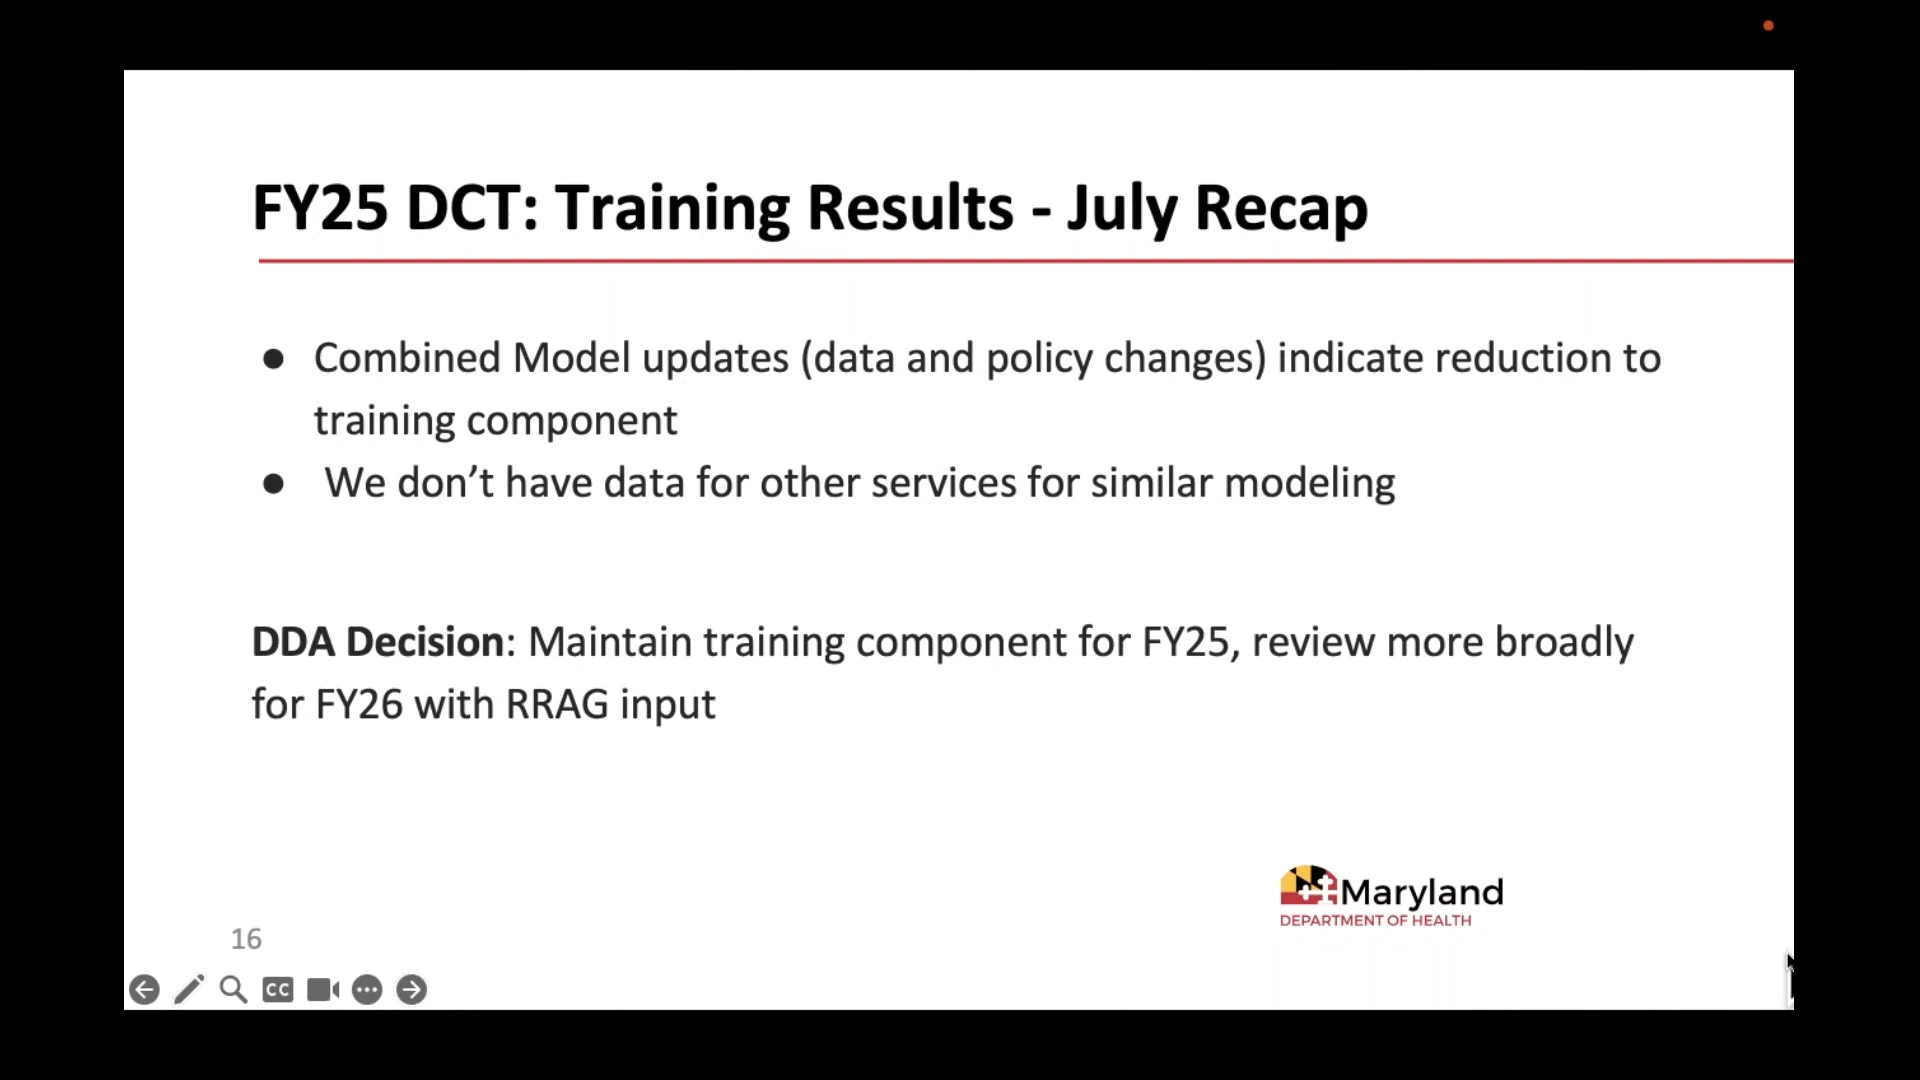 FY25 DCT: Training Results - July Recap
● Combined Model updates (data and policy changes) indicate reduction to
training component
● We don’t have data for other services for similar modeling
DDA Decision: Maintain training component for FY25, review more broadly
for FY26 with RRAG input
Maryland
DEPARTMENT OF HEALTH
16
CC